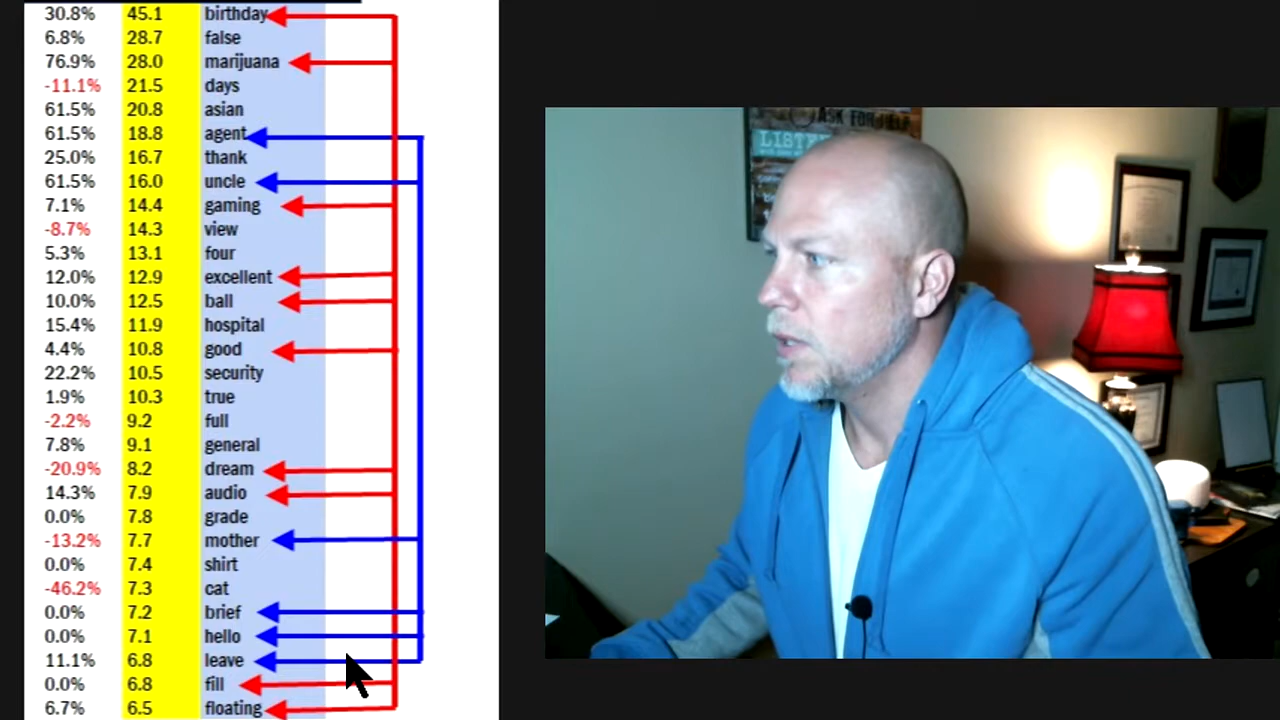 30.8% 45.1 birthday
6.8% 28.7 false
76.9% 28.0 marijuana
-11.1% 21.5 days
61.5% 20.8 asian
61.5% 18.8 agent
25.0% 16.7 thank
61.5% 16.0 uncle
7.1% 14.4 gaming
-8.7% 14.3 view
5.3% 13.1 four
12.0% 12.9 excellent
10.0% 12.5 ball
15.4% 11.9 hospital
4.4% 10.8 good
22.2% 10.5 security
1.9% 10.3 true
-2.2% 9.2 full
7.8% 9.1 general
-20.9% 8.2 dream
14.3% 7.9 audio
0.0% 7.8 grade
-13.2% 7.7 mother
0.0% 7.4 shirt
-46.2% 7.3 cat
0.0% 7.2 brief
0.0% 7.1 hello
11.1% 6.8 leave
0.0% 6.8 fill
6.7% 6.5 floating
ASK FOR HELP
LISTE